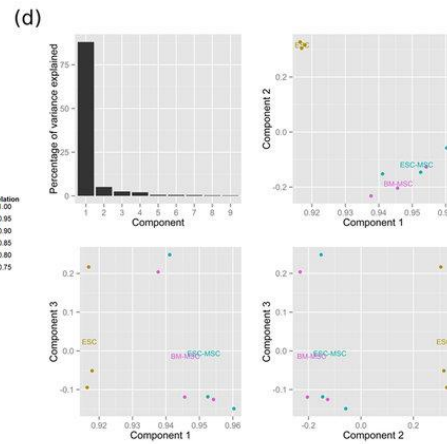 (d)
Percentage of variance explained
75
50
25
0
1 2 3 4 5 6 7 8 9
Component
Component 2
0.2
0.0
-0.2
ESC
ESC-MSC
BM-MSC
0.92 0.93 0.94 0.95
Component 1
elation
1.00
0.95
0.90
0.85
0.80
0.75
Component 3
0.2
0.1
0.0
-0.1
ESC
BM-MSC
ESC-MSC
0.92 0.93 0.94 0.95 0.96
Component 1
Component 3
0.2
0.1
0.0
-0.1
ESC-MSC
BM-MSC
ES
-0.2 0.0 0.2
Component 2